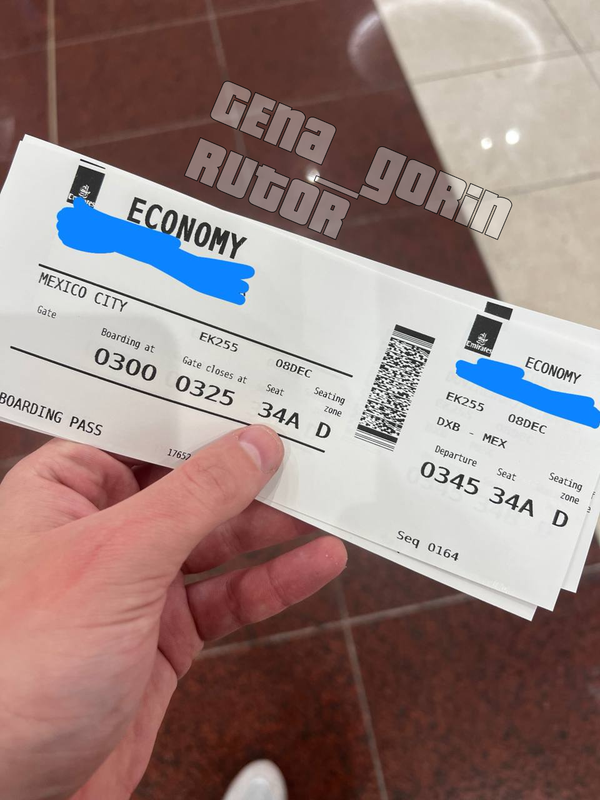 GENa__GORiN
RUTOR
ECONOMY
MEXICO CITY
EK255 08DEC
Gate
Boarding at
0300
Gate closes at
0325
Seat
34A
Seating
zone
D
BOARDING PASS
Emirates
ECONOMY
EK255 08DEC
DXB - MEX
Departure
0345
Seat
34A
Seating
zone
D
Seq 0164